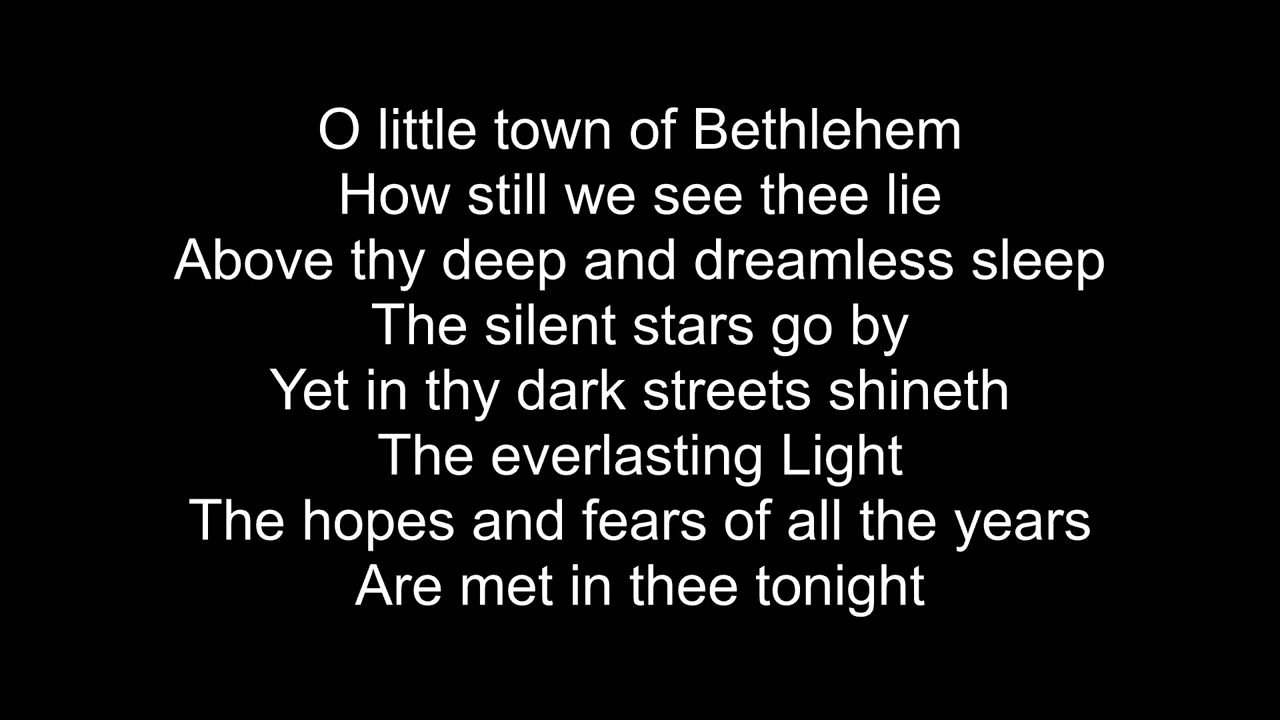 O little town of Bethlehem
How still we see thee lie
Above thy deep and dreamless sleep
The silent stars go by
Yet in thy dark streets shineth
The everlasting Light
The hopes and fears of all the years
Are met in thee tonight